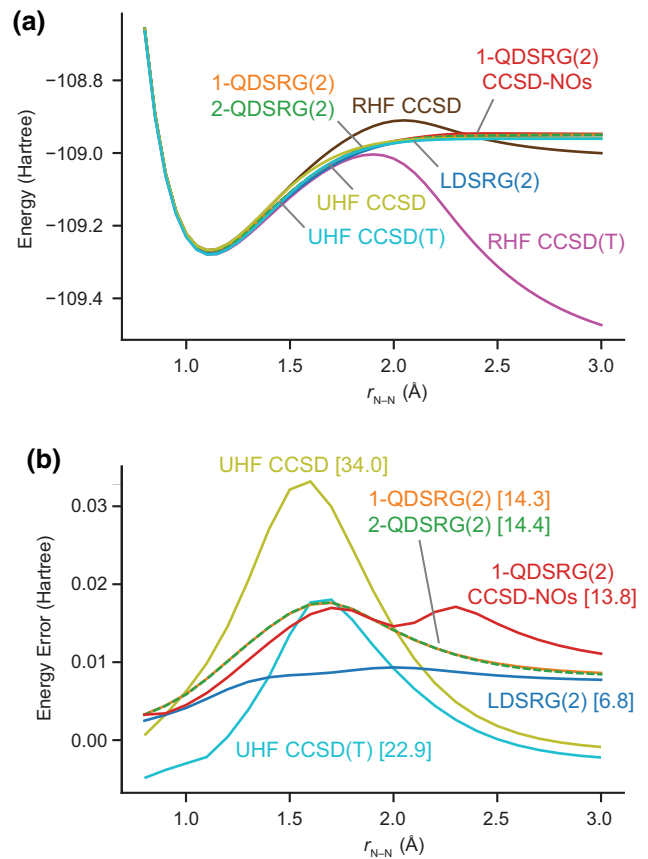 (a)
1-QDSRG(2)
2-QDSRG(2)
RHF CCSD
1-QDSRG(2)
CCSD-NOs
−108.8
−109.0
−109.2
−109.4
Energy (Hartree)
LDSRG(2)
UHF CCSD
UHF CCSD(T)
RHF CCSD(T)
1.0 1.5 2.0 2.5 3.0
rN–N (Å)
(b)
UHF CCSD [34.0]
1-QDSRG(2) [14.3]
2-QDSRG(2) [14.4]
1-QDSRG(2)
CCSD-NOs [13.8]
0.03
0.02
0.01
0.00
Energy Error (Hartree)
LDSRG(2) [6.8]
UHF CCSD(T) [22.9]
1.0 1.5 2.0 2.5 3.0
rN–N (Å)